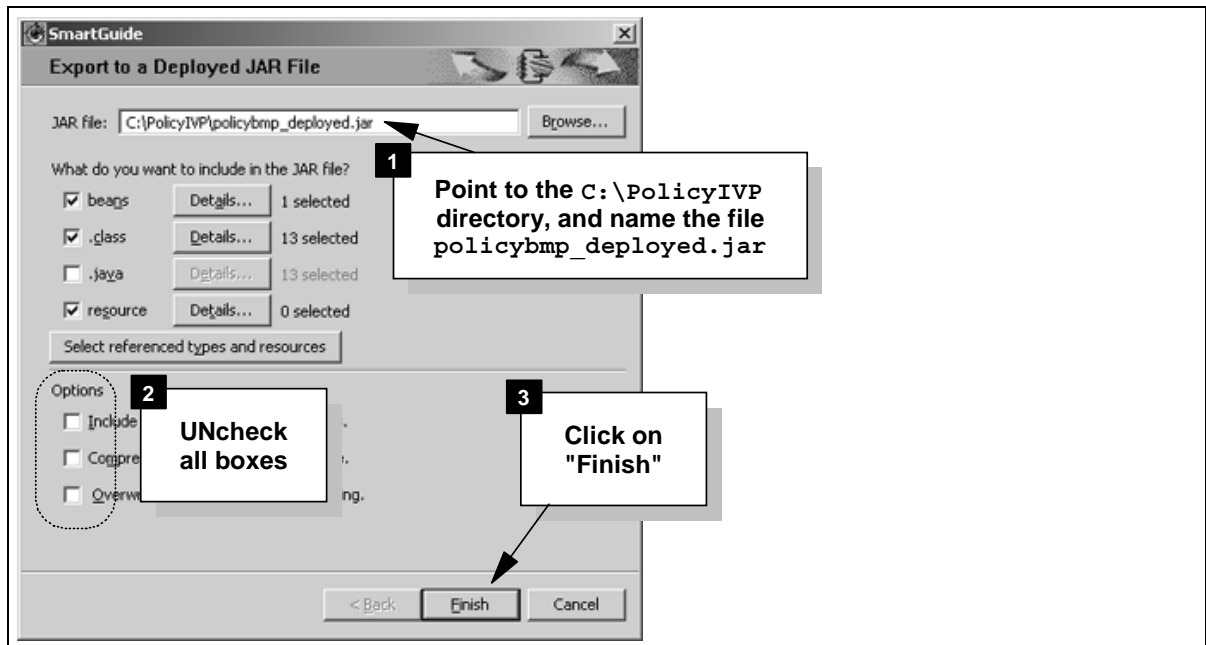 SmartGuide
Export to a Deployed JAR File
JAR file: C:\PolicyIVP\policybmp_deployed.jar Browse...
What do you want to include in the JAR file?
1
Point to the C:\PolicyIVP
directory, and name the file
policybmp_deployed.jar
beans Details... 1 selected
.class Details... 13 selected
.java Details... 13 selected
resource Details... 0 selected
Select referenced types and resources
Options
2
UNcheck
all boxes
3
Click on
"Finish"
Include
Compre
Overw ng.
< Back Finish Cancel